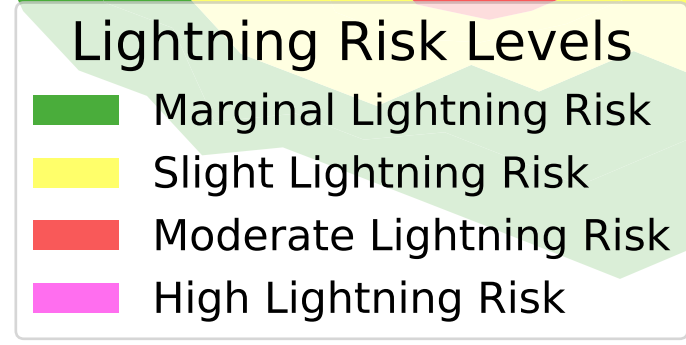 Lightning Risk Levels
Marginal Lightning Risk
Slight Lightning Risk
Moderate Lightning Risk
High Lightning Risk